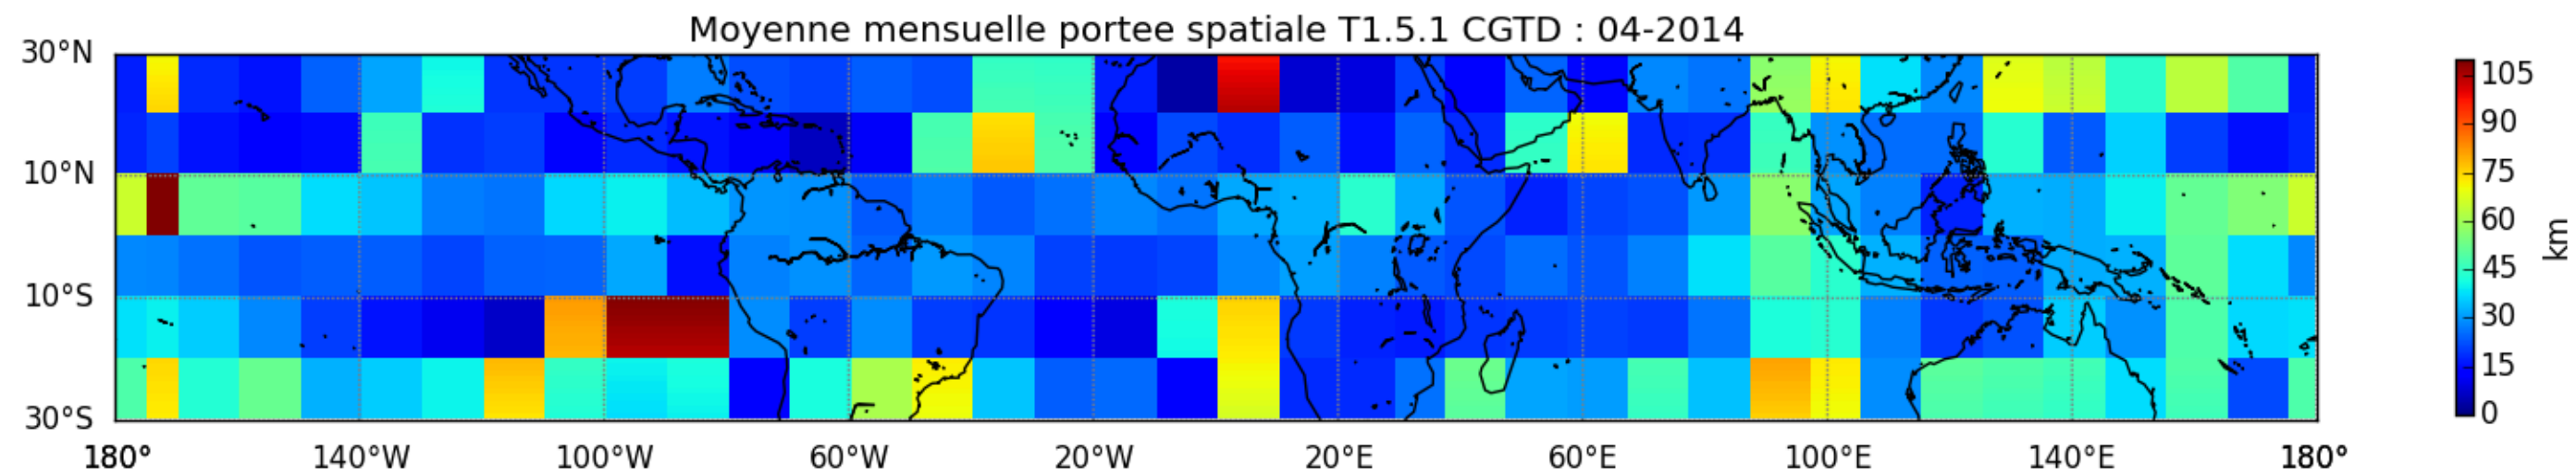 Moyenne mensuelle portee spatiale T1.5.1 CGTD : 04-2014
30°N
10°N
10°S
30°S
180° 140°W 100°W 60°W 20°W 20°E 60°E 100°E 140°E 180°
105
90
75
60
45
30
15
0
km